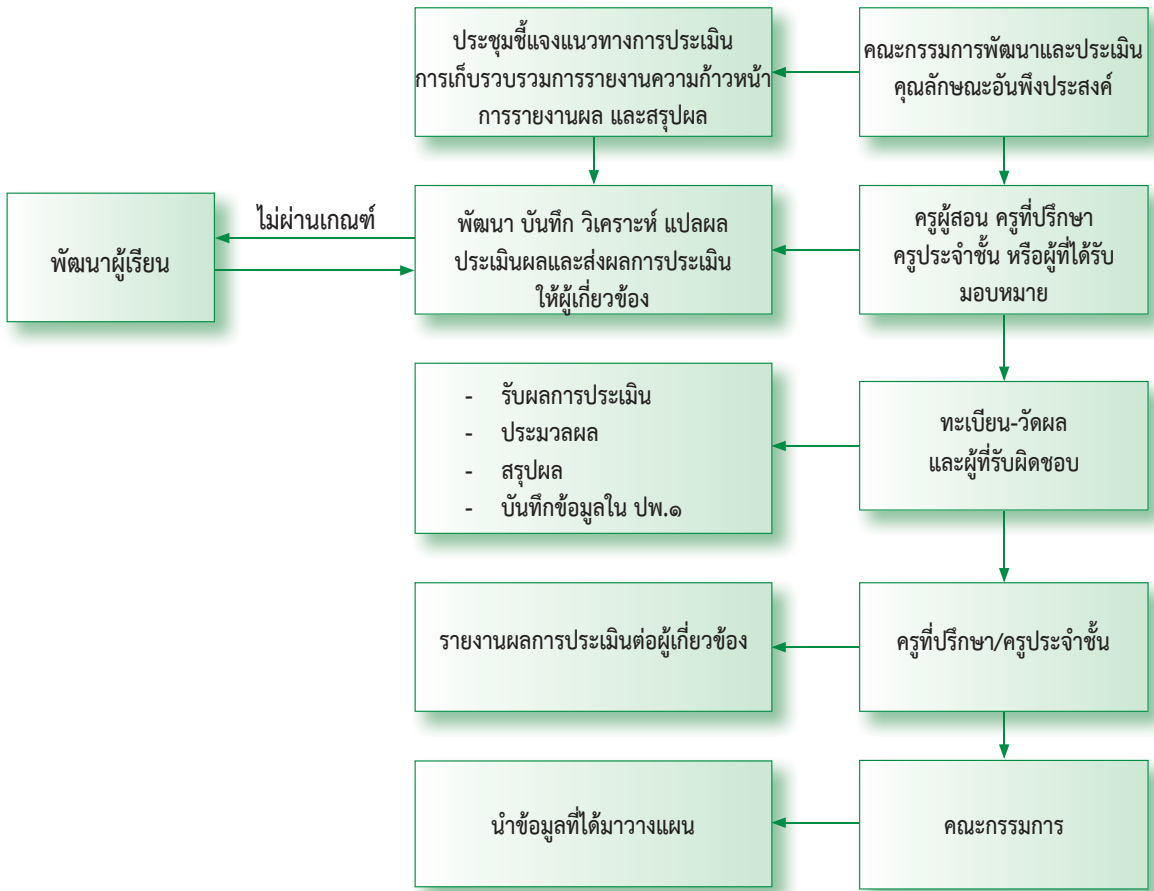 ประชุมชี้แจงแนวทางการประเมิน
การเก็บรวบรวมการรายงานความก้าวหน้า
การรายงานผล และสรุปผล
คณะกรรมการพัฒนาและประเมิน
คุณลักษณะอันพึงประสงค์
พัฒนาผู้เรียน
ไม่ผ่านเกณฑ์
พัฒนา บันทึก วิเคราะห์ แปลผล
ประเมินผลและส่งผลการประเมิน
ให้ผู้เกี่ยวข้อง
ครูผู้สอน ครูที่ปรึกษา
ครูประจำชั้น หรือผู้ที่ได้รับ
มอบหมาย
- รับผลการประเมิน
- ประมวลผล
- สรุปผล
- บันทึกข้อมูลใน ปพ.๑
ทะเบียน-วัดผล
และผู้ที่รับผิดชอบ
รายงานผลการประเมินต่อผู้เกี่ยวข้อง
ครูที่ปรึกษา/ครูประจำชั้น
นำข้อมูลที่ได้มาวางแผน
คณะกรรมการ